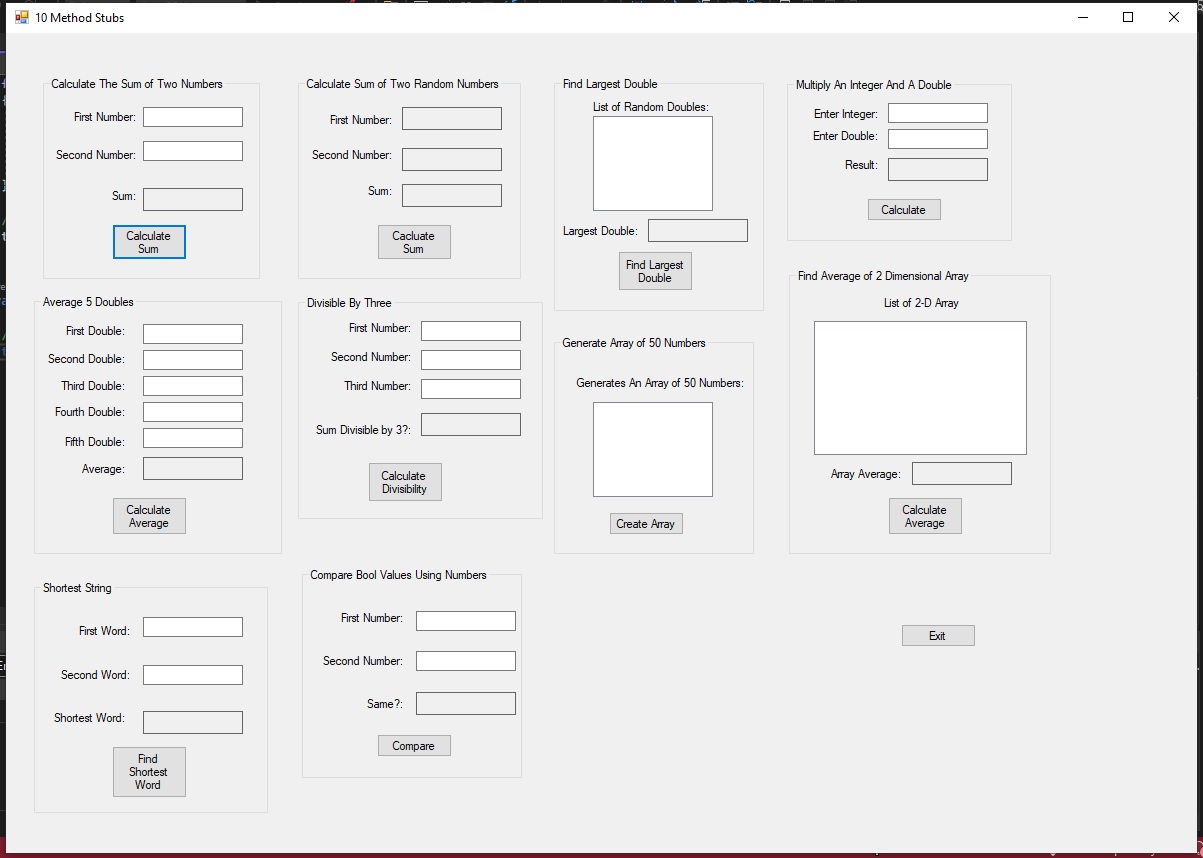 10 Method Stubs
Calculate The Sum of Two Numbers
First Number:
Second Number:
Sum:
Calculate
Sum
Calculate Sum of Two Random Numbers
First Number:
Second Number:
Sum:
Cacluate
Sum
Find Largest Double
List of Random Doubles:
Largest Double:
Find Largest
Double
Multiply An Integer And A Double
Enter Integer:
Enter Double:
Result:
Calculate
Average 5 Doubles
First Double:
Second Double:
Third Double:
Fourth Double:
Fifth Double:
Average:
Calculate
Average
Divisible By Three
First Number:
Second Number:
Third Number:
Sum Divisible by 3?:
Calculate
Divisibility
Generate Array of 50 Numbers
Generates An Array of 50 Numbers:
Create Array
Find Average of 2 Dimensional Array
List of 2-D Array
Array Average:
Calculate
Average
Shortest String
First Word:
Second Word:
Shortest Word:
Find
Shortest
Word
Compare Bool Values Using Numbers
First Number:
Second Number:
Same?:
Compare
Exit